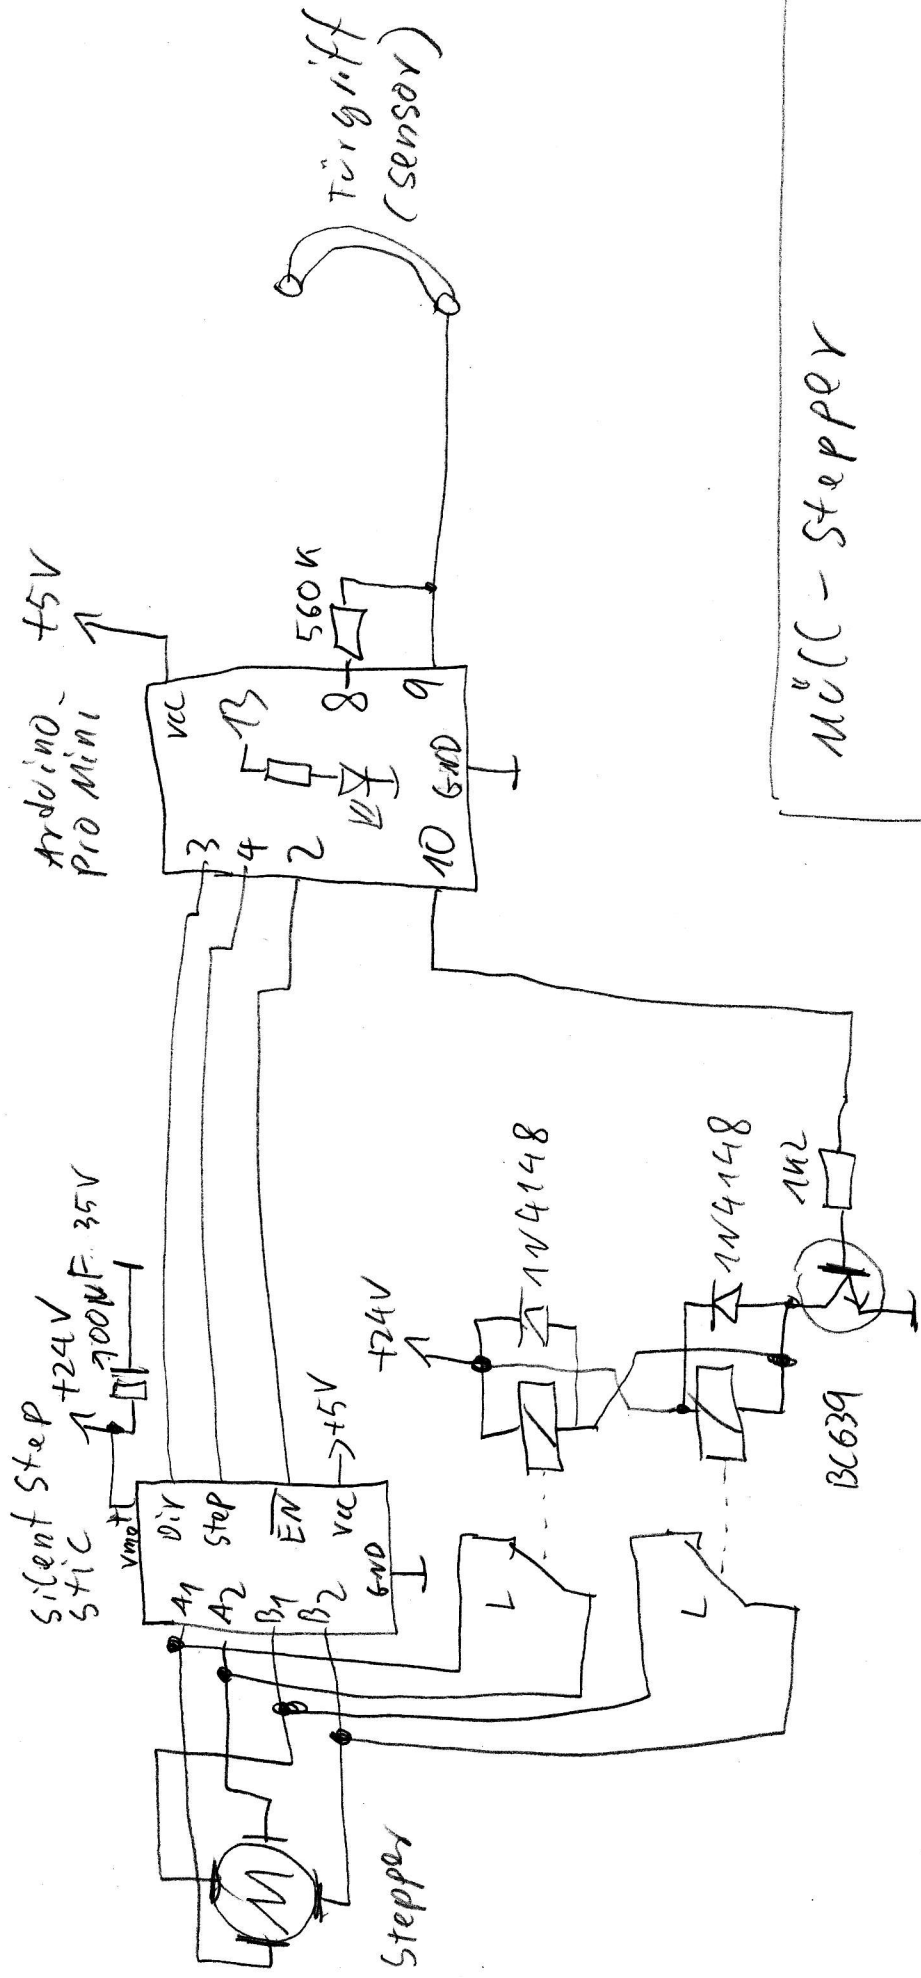 Silent Step
Stic
+24V
100µF 35V
Vmot
Dir
Step
EN
Vcc
→+5V
GND
A1
A2
B1
B2
M
Stepper
Arduino
Pro Mini
+5V
Vcc
3
4
2
13
8
9
10
GND
560K
Türgriff
(Sensor)
+24V
1N4148
1N4148
1K2
BC639
Müll-Stepper